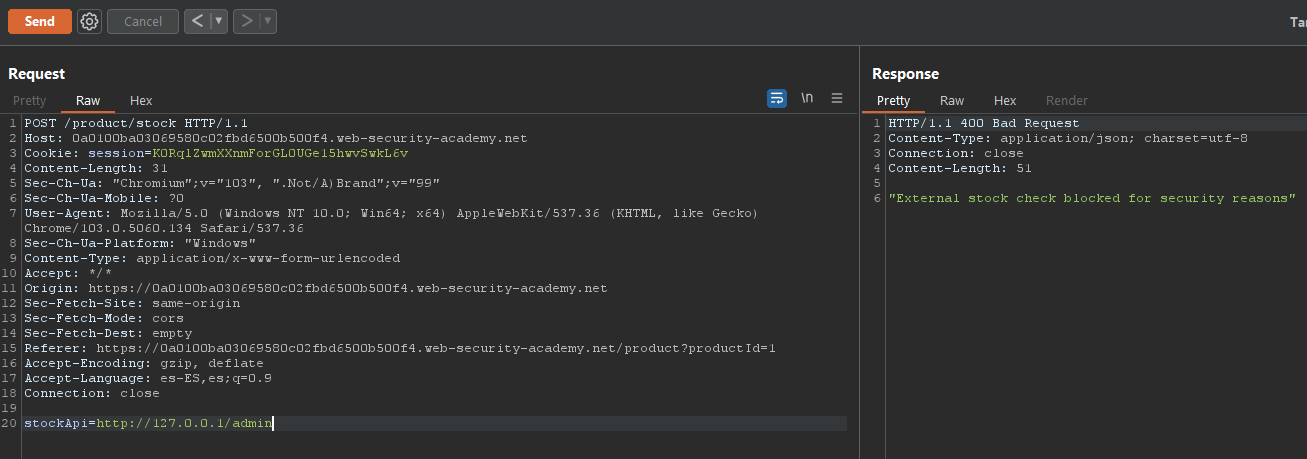 Send Cancel < ▼ > ▼ Ta
Request
Pretty Raw Hex \n
1 POST /product/stock HTTP/1.1
2 Host: 0a0100ba03069580c02fbd6500b500f4.web-security-academy.net
3 Cookie: session=K0RqlZwmXXnmForGL0UGe15hwvSwkL6v
4 Content-Length: 31
5 Sec-Ch-Ua: "Chromium";v="103", ".Not/A)Brand";v="99"
6 Sec-Ch-Ua-Mobile: ?0
7 User-Agent: Mozilla/5.0 (Windows NT 10.0; Win64; x64) AppleWebKit/537.36 (KHTML, like Gecko)
Chrome/103.0.5060.134 Safari/537.36
8 Sec-Ch-Ua-Platform: "Windows"
9 Content-Type: application/x-www-form-urlencoded
10 Accept: */*
11 Origin: https://0a0100ba03069580c02fbd6500b500f4.web-security-academy.net
12 Sec-Fetch-Site: same-origin
13 Sec-Fetch-Mode: cors
14 Sec-Fetch-Dest: empty
15 Referer: https://0a0100ba03069580c02fbd6500b500f4.web-security-academy.net/product?productId=1
16 Accept-Encoding: gzip, deflate
17 Accept-Language: es-ES,es;q=0.9
18 Connection: close
19
20 stockApi=http://127.0.0.1/admin
Response
Pretty Raw Hex Render
1 HTTP/1.1 400 Bad Request
2 Content-Type: application/json; charset=utf-8
3 Connection: close
4 Content-Length: 51
5
6 "External stock check blocked for security reasons"